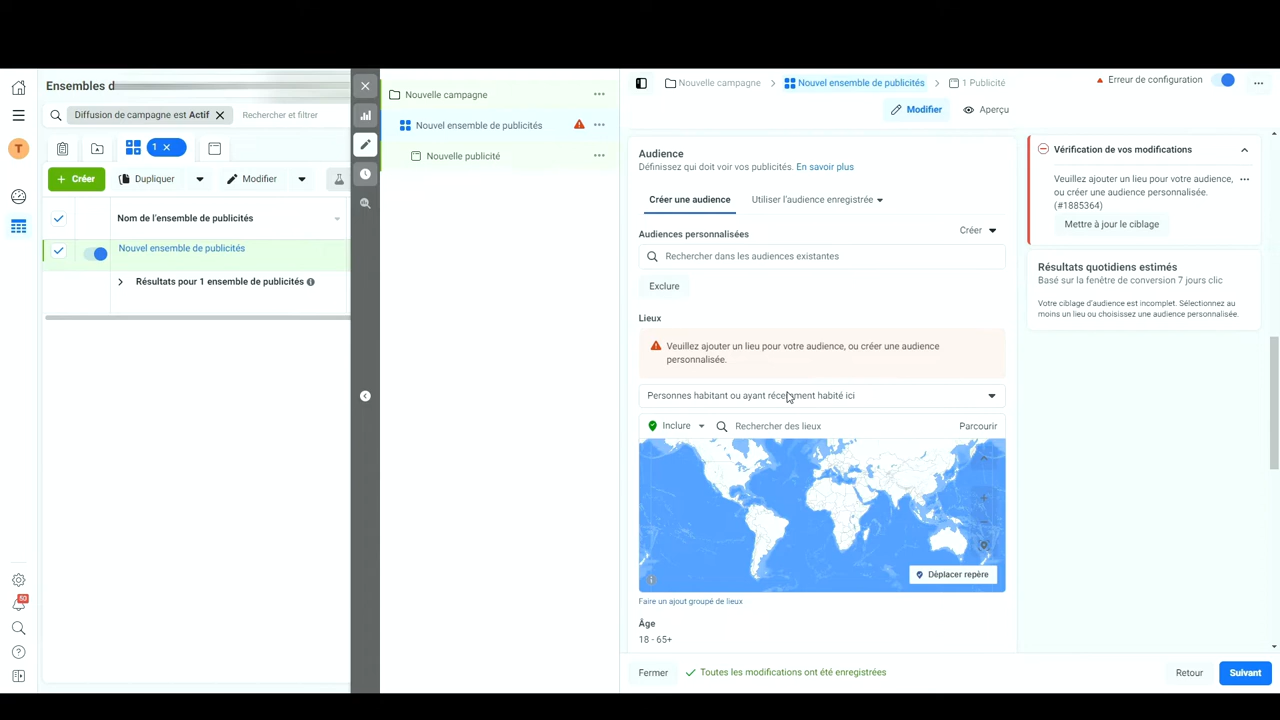 Ensembles d
Diffusion de campagne est Actif
Rechercher et filtrer
1
T
Créer
Dupliquer
Modifier
Nom de l'ensemble de publicités
Nouvel ensemble de publicités
Résultats pour 1 ensemble de publicités
50
Nouvelle campagne
Nouvel ensemble de publicités
Nouvelle publicité
Nouvelle campagne
Nouvel ensemble de publicités
1 Publicité
Erreur de configuration
Modifier
Aperçu
Audience
Définissez qui doit voir vos publicités. En savoir plus
Créer une audience
Utiliser l'audience enregistrée
Audiences personnalisées
Créer
Rechercher dans les audiences existantes
Exclure
Lieux
Veuillez ajouter un lieu pour votre audience, ou créer une audience
personnalisée.
Personnes habitant ou ayant récemment habité ici
Inclure
Rechercher des lieux
Parcourir
Déplacer repère
Faire un ajout groupé de lieux
Âge
18 - 65+
Vérification de vos modifications
Veuillez ajouter un lieu pour votre audience,
ou créer une audience personnalisée.
(#1885364)
Mettre à jour le ciblage
Résultats quotidiens estimés
Basé sur la fenêtre de conversion 7 jours clic
Votre ciblage d'audience est incomplet. Sélectionnez au
moins un lieu ou choisissez une audience personnalisée.
Fermer
Toutes les modifications ont été enregistrées
Retour
Suivant